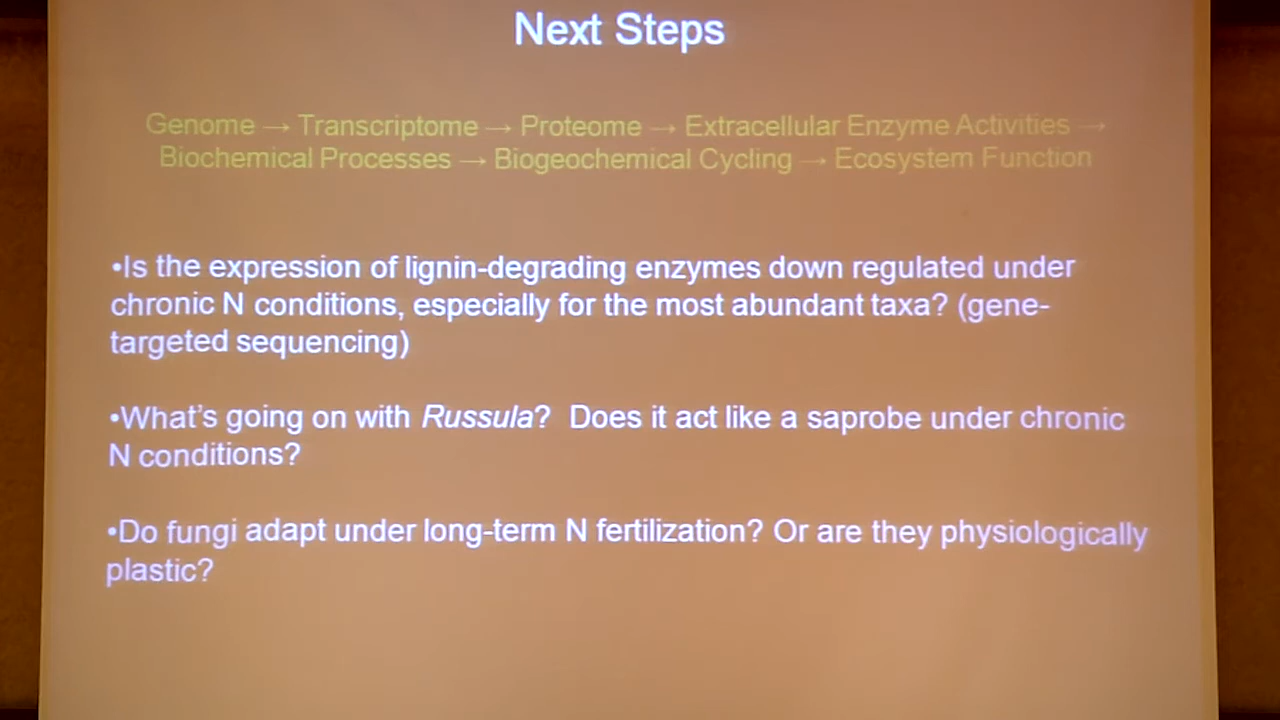 Next Steps
Genome → Transcriptome → Proteome → Extracellular Enzyme Activities →
Biochemical Processes → Biogeochemical Cycling → Ecosystem Function
•Is the expression of lignin-degrading enzymes down regulated under
chronic N conditions, especially for the most abundant taxa? (gene-
targeted sequencing)
•What's going on with Russula?  Does it act like a saprobe under chronic
N conditions?
•Do fungi adapt under long-term N fertilization? Or are they physiologically
plastic?